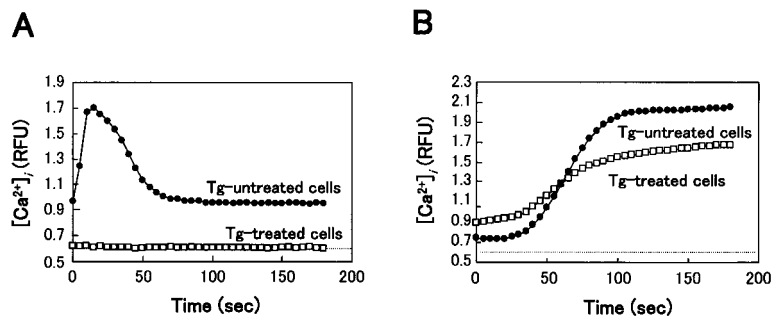 A
[Ca²⁺]ᵢ (RFU)
1.9
1.7
1.5
1.3
1.1
0.9
0.7
0.6
0.5
Tg-untreated cells
Tg-treated cells
0
50
100
150
200
Time (sec)
B
[Ca²⁺]ᵢ (RFU)
2.3
2.1
1.9
1.7
1.5
1.3
1.1
0.9
0.7
0.5
Tg-untreated cells
Tg-treated cells
0
50
100
150
200
Time (sec)